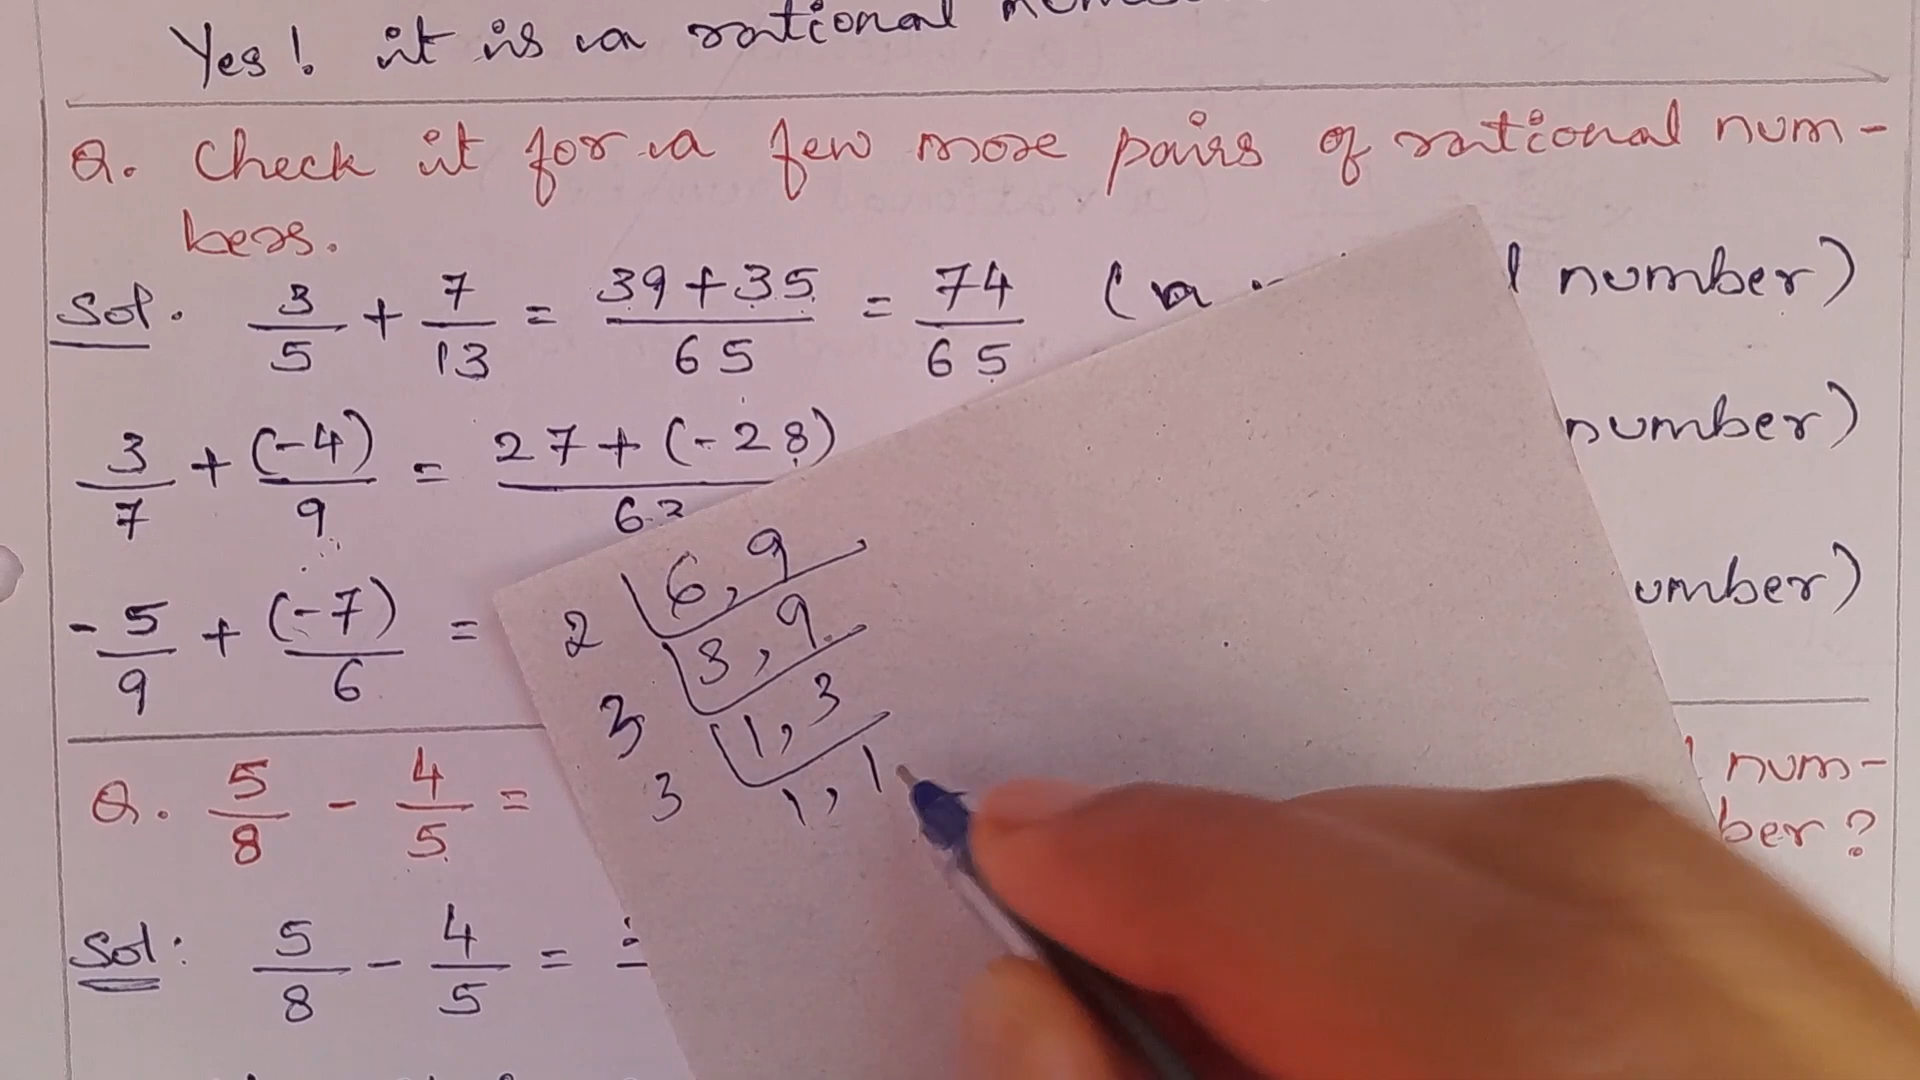 Yes! it is a rational
Q. Check it for a few more pairs of rational num-
bers.
Sol. 3/5 + 7/13 = 39+35/65 = 74/65 (a number)
3/7 + (-4)/9 = 27+(-28)/63 number)
-5/9 + (-7)/6 = umber)
2 | 6, 9
3 | 3, 9
3 | 1, 3
1, 1
Q. 5/8 - 4/5 = num-
ber?
Sol: 5/8 - 4/5 =